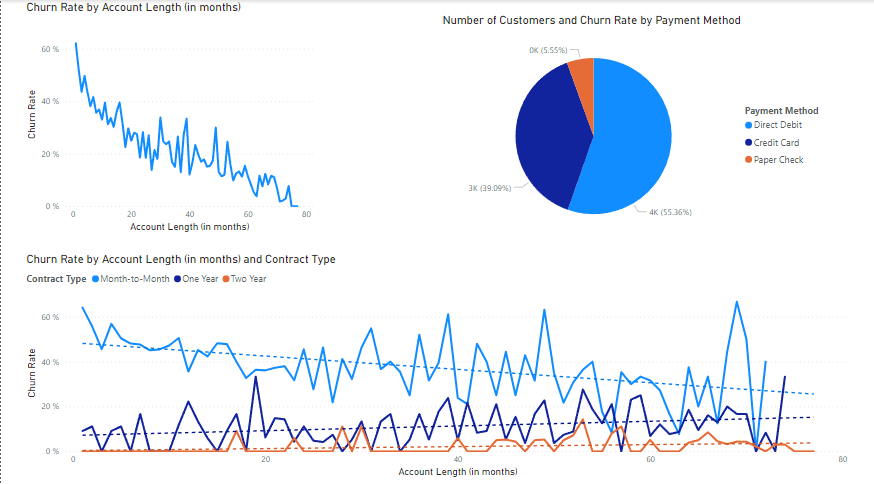 Churn Rate by Account Length (in months)
60 %
40 %
20 %
0 %
Churn Rate
0 20 40 60 80
Account Length (in months)
Number of Customers and Churn Rate by Payment Method
0K (5.55%)
3K (39.09%)
4K (55.36%)
Payment Method
Direct Debit
Credit Card
Paper Check
Churn Rate by Account Length (in months) and Contract Type
Contract Type Month-to-Month One Year Two Year
60 %
40 %
20 %
0 %
Churn Rate
0 20 40 60 80
Account Length (in months)